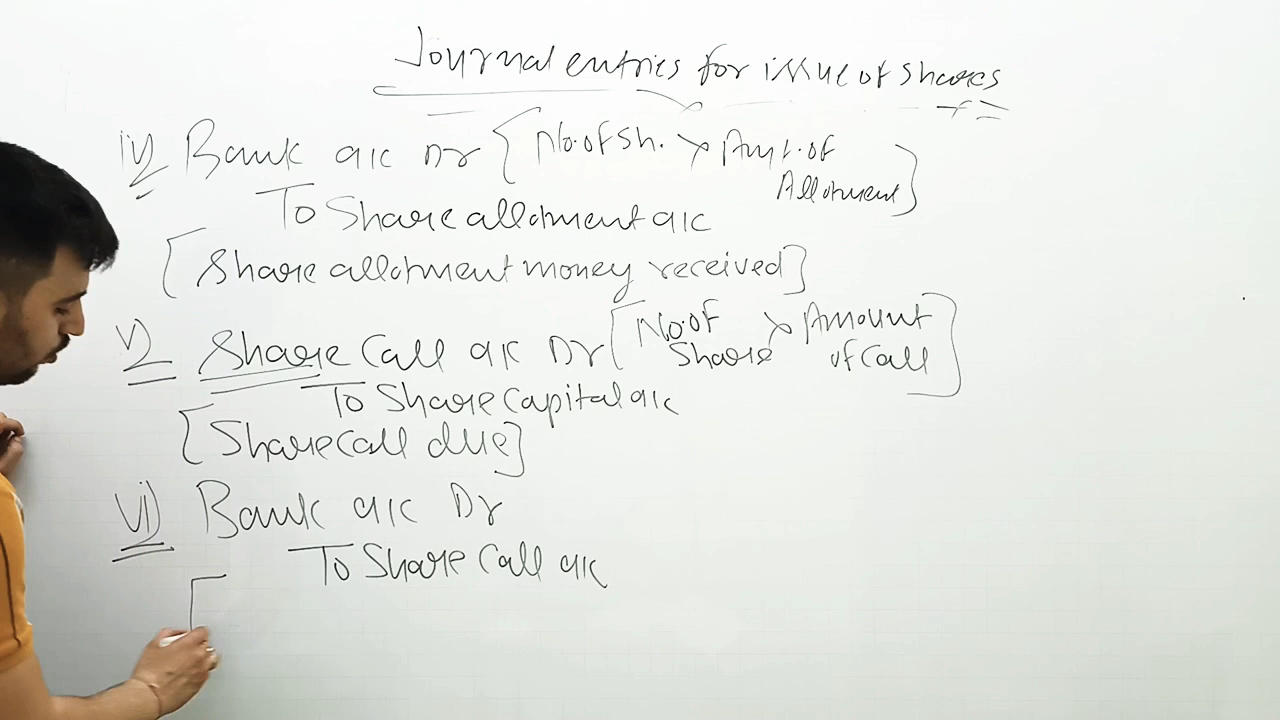 Journal entries for issue of shares
iv) Bank a/c Dr [No. of sh. × Amt. of Allotment]
To Share allotment a/c
[Share allotment money received]
v) Share Call a/c Dr [No. of Share × Amount of Call]
To Share Capital a/c
[Share Call due]
vi) Bank a/c Dr
To Share Call a/c
[